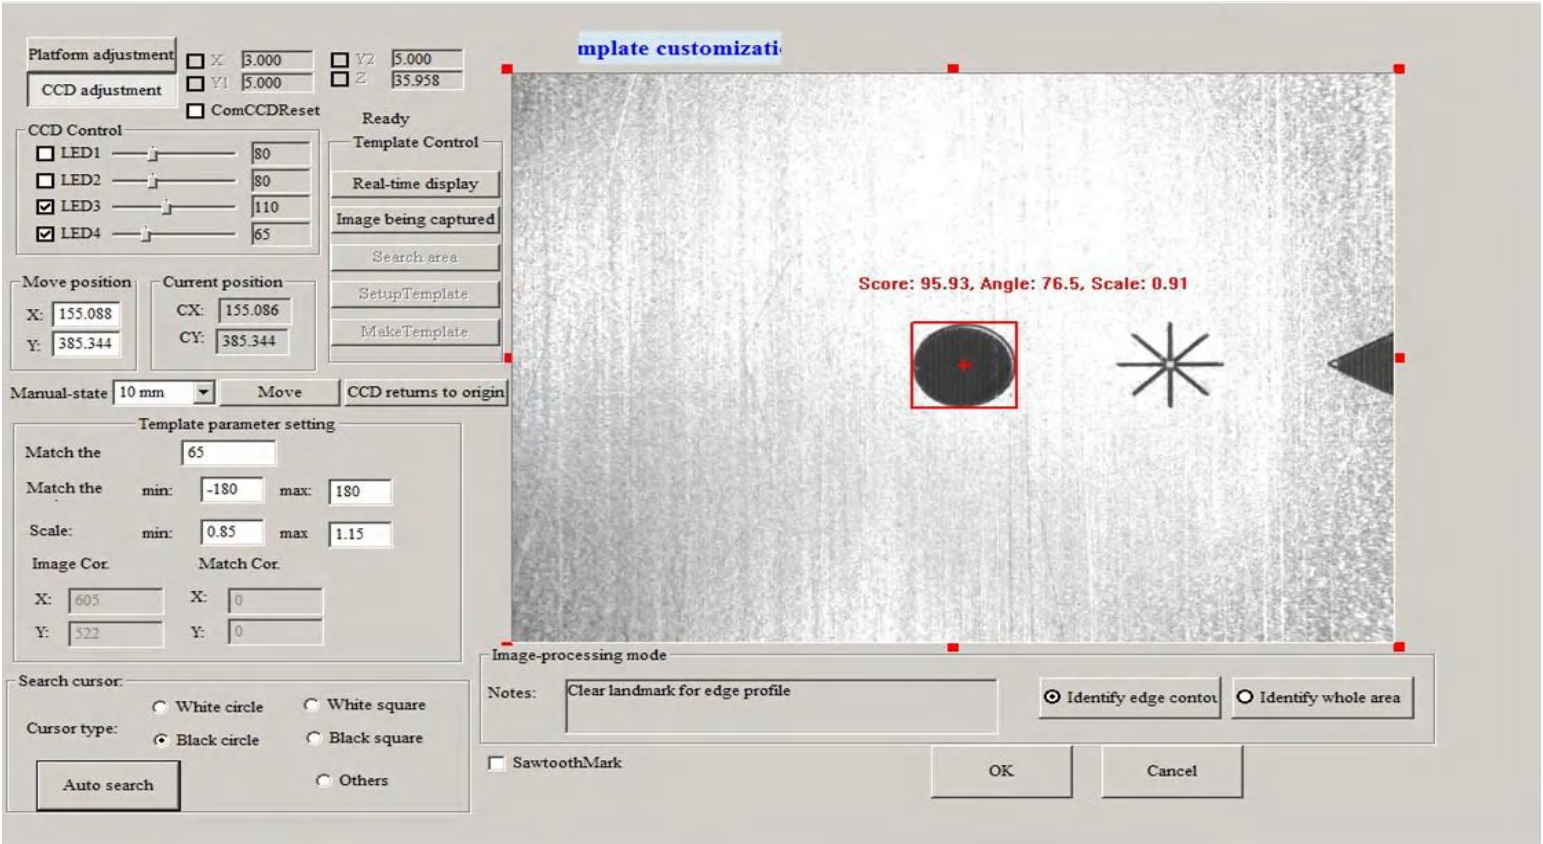 mplate customizati
Platform adjustment
X 3.000 Y2 5.000
CCD adjustment
Y1 5.000 Z 35.958
ComCCDReset
Ready
CCD Control
LED1 80
LED2 80
LED3 110
LED4 65
Template Control
Real-time display
Image being captured
Search area
SetupTemplate
MakeTemplate
Move position
X: 155.088
Y: 385.344
Current position
CX: 155.086
CY: 385.344
Manual-state 10 mm Move CCD returns to origin
Template parameter setting
Match the 65
Match the min: -180 max: 180
Scale: min: 0.85 max 1.15
Image Cor. Match Cor.
X: 605 X: 0
Y: 522 Y: 0
Search cursor:
Cursor type:
White circle White square
Black circle Black square
Others
Auto search
Score: 95.93, Angle: 76.5, Scale: 0.91
Image-processing mode
Notes: Clear landmark for edge profile
Identify edge contou Identify whole area
SawtoothMark
OK Cancel